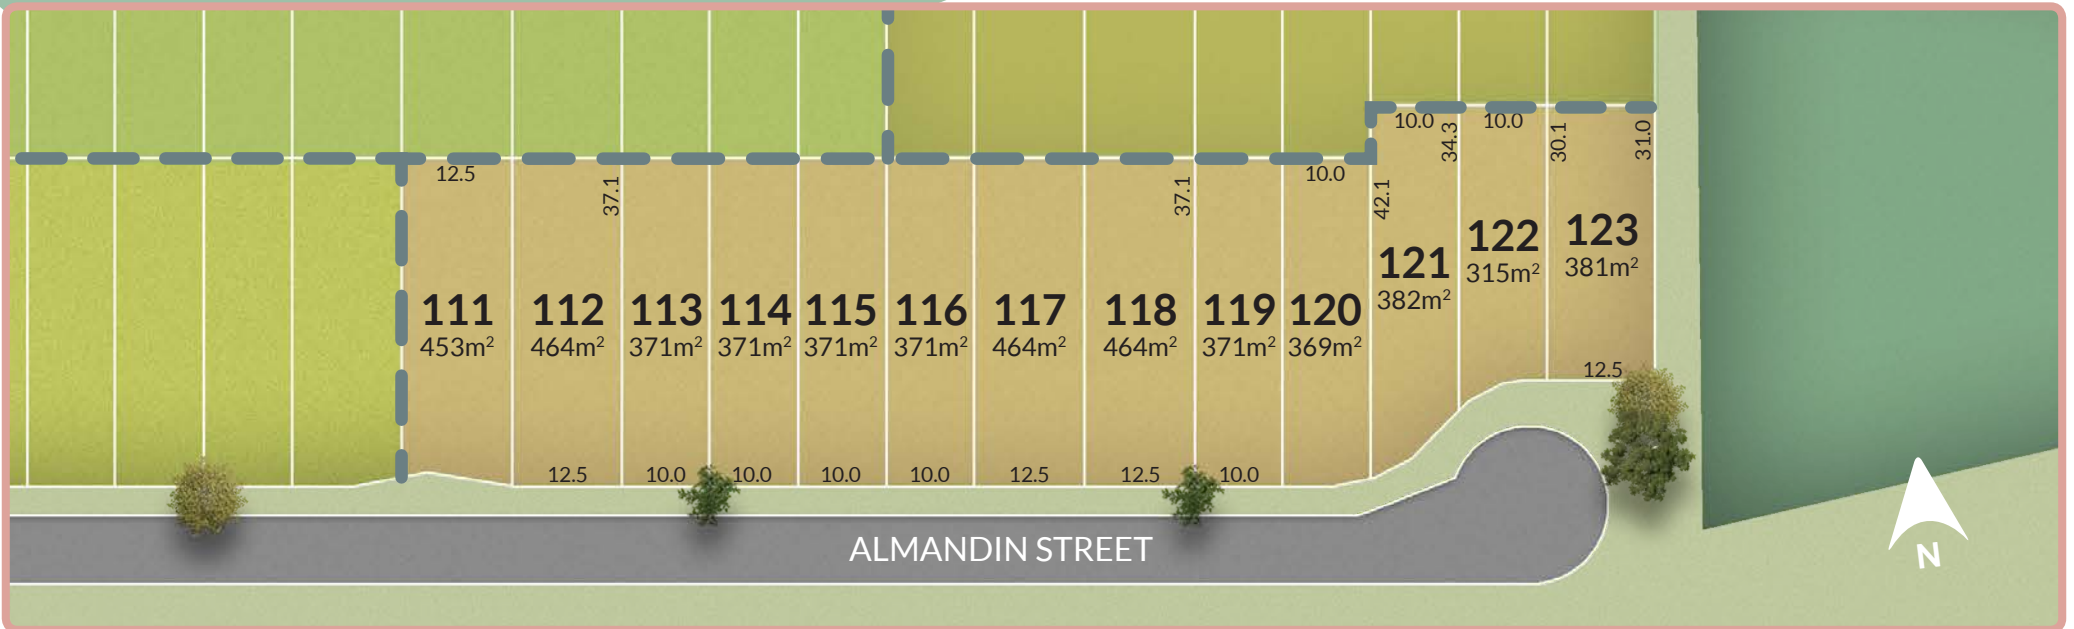 10.0
10.0
34.3
30.1
31.0
12.5
37.1
37.1
10.0
42.1
111
453m²
112
464m²
113
371m²
114
371m²
115
371m²
116
371m²
117
464m²
118
464m²
119
371m²
120
369m²
121
382m²
122
315m²
123
381m²
12.5
12.5
10.0
10.0
10.0
10.0
12.5
12.5
10.0
ALMANDIN STREET
N